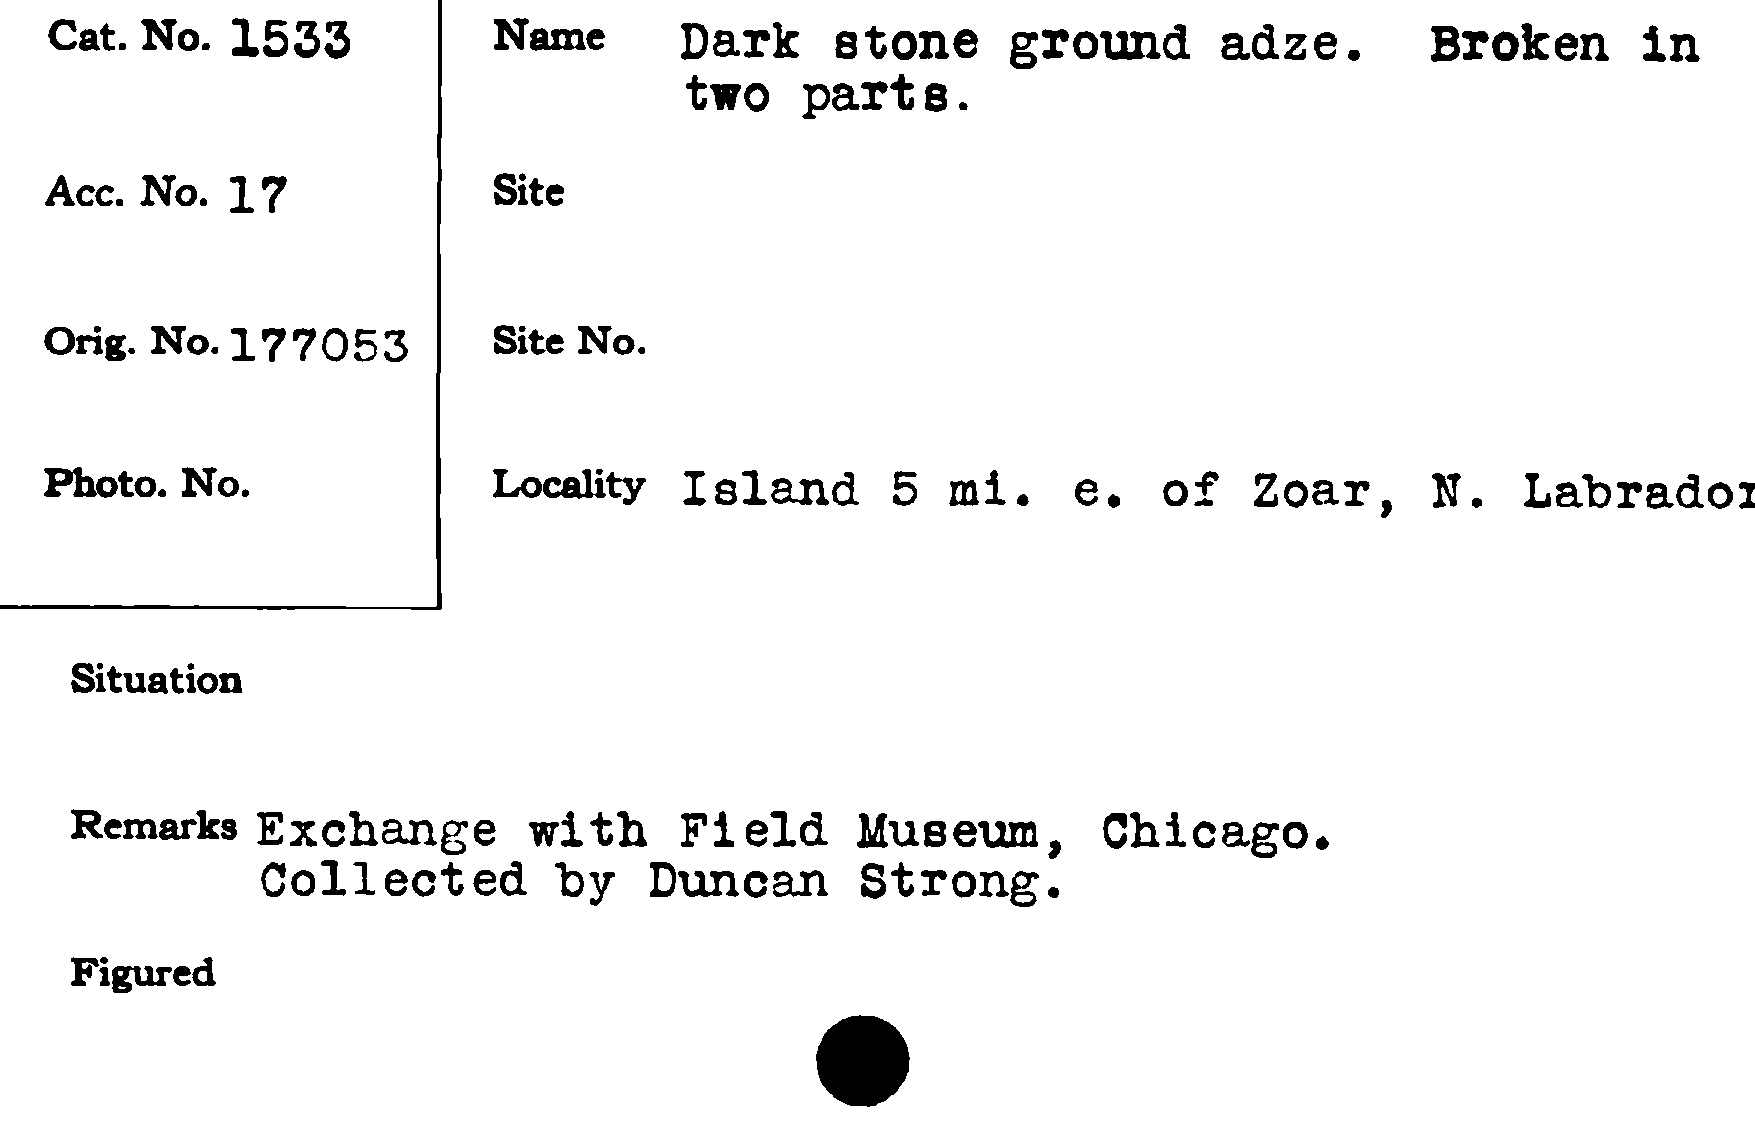 Cat. No. 1533
Name Dark stone ground adze. Broken in
two parts.
Acc. No. 17
Site
Orig. No. 177053
Site No.
Photo. No.
Locality Island 5 mi. e. of Zoar, N. Labrador
Situation
Remarks Exchange with Field Museum, Chicago.
Collected by Duncan Strong.
Figured